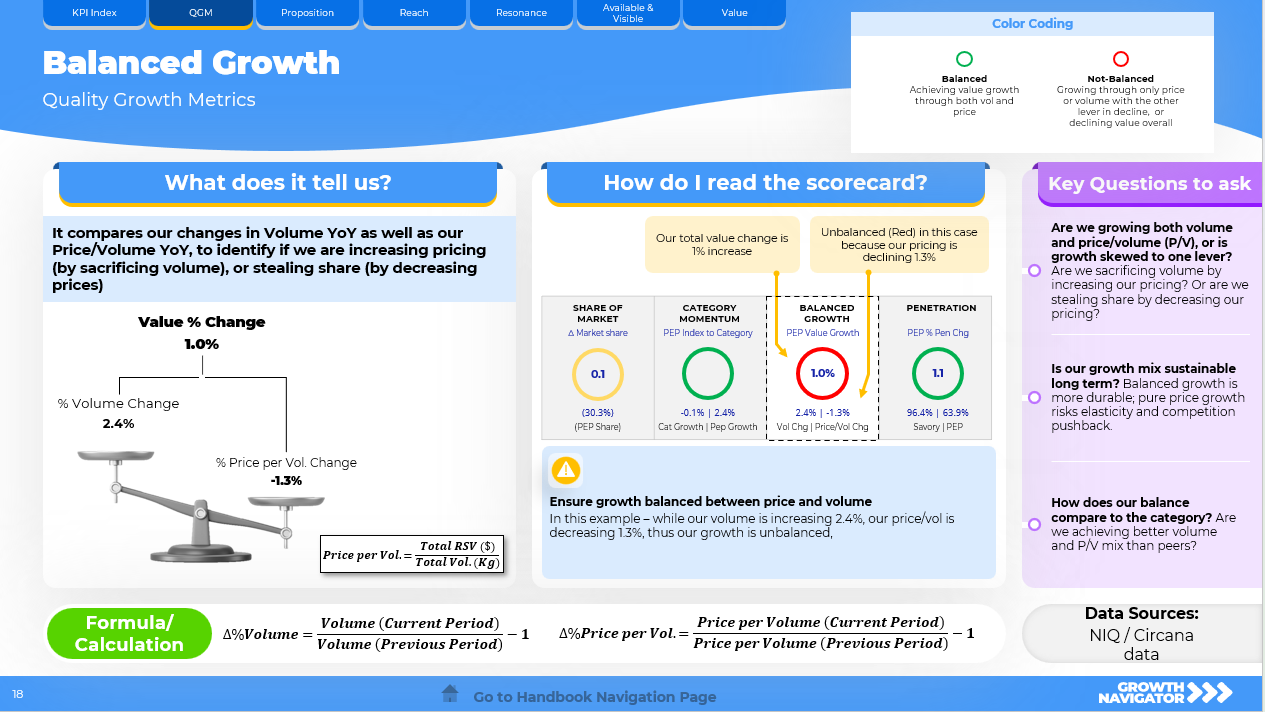 KPI Index
QGM
Proposition
Reach
Resonance
Available &
Visible
Value
Balanced Growth
Quality Growth Metrics
Color Coding
Balanced
Achieving value growth
through both vol and
price
Not-Balanced
Growing through only price
or volume with the other
lever in decline, or
declining value overall
What does it tell us?
It compares our changes in Volume YoY as well as our
Price/Volume YoY, to identify if we are increasing pricing
(by sacrificing volume), or stealing share (by decreasing
prices)
Value % Change
1.0%
% Volume Change
2.4%
% Price per Vol. Change
-1.3%
Price per Vol. = Total RSV ($) / Total Vol. (Kg)
How do I read the scorecard?
Our total value change is
1% increase
Unbalanced (Red) in this case
because our pricing is
declining 1.3%
SHARE OF
MARKET
Δ Market share
0.1
(30.3%)
(PEP Share)
CATEGORY
MOMENTUM
PEP Index to Category
-0.1% | 2.4%
Cat Growth | Pep Growth
BALANCED
GROWTH
PEP Value Growth
1.0%
2.4% | -1.3%
Vol Chg | Price/Vol Chg
PENETRATION
PEP % Pen Chg
1.1
96.4% | 63.9%
Savory | PEP
Ensure growth balanced between price and volume
In this example – while our volume is increasing 2.4%, our price/vol is
decreasing 1.3%, thus our growth is unbalanced,
Key Questions to ask
Are we growing both volume
and price/volume (P/V), or is
growth skewed to one lever?
Are we sacrificing volume by
increasing our pricing? Or are we
stealing share by decreasing our
pricing?
Is our growth mix sustainable
long term? Balanced growth is
more durable; pure price growth
risks elasticity and competition
pushback.
How does our balance
compare to the category? Are
we achieving better volume
and P/V mix than peers?
Formula/
Calculation
Δ%Volume = Volume (Current Period) / Volume (Previous Period) − 1
Δ%Price per Vol. = Price per Volume (Current Period) / Price per Volume (Previous Period) − 1
Data Sources:
NIQ / Circana
data
18
Go to Handbook Navigation Page
GROWTH
NAVIGATOR